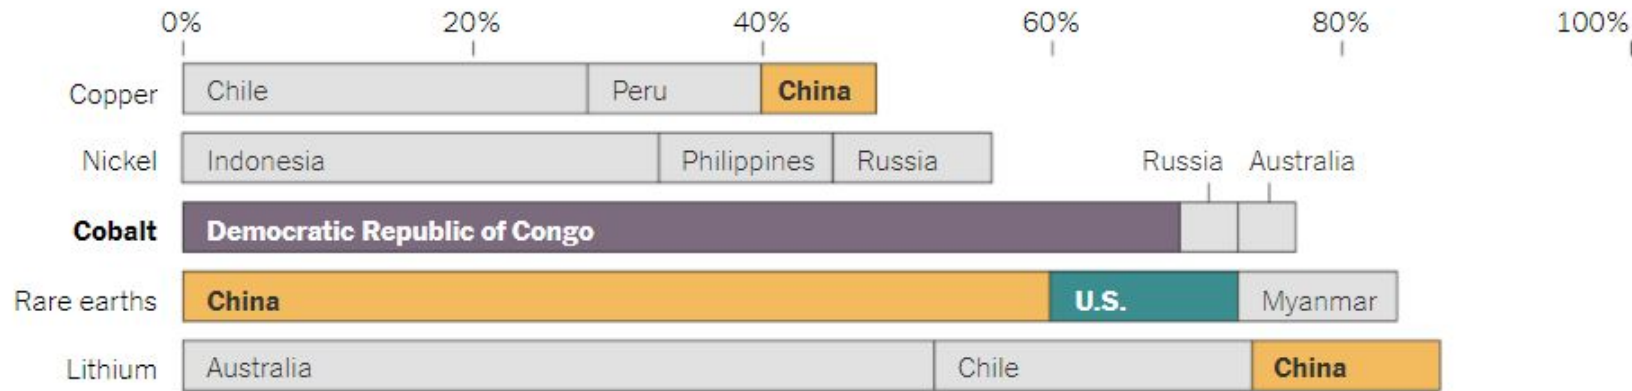 0% 20% 40% 60% 80% 100%
Copper Chile Peru China
Nickel Indonesia Philippines Russia
Russia Australia
Cobalt Democratic Republic of Congo
Rare earths China U.S. Myanmar
Lithium Australia Chile China